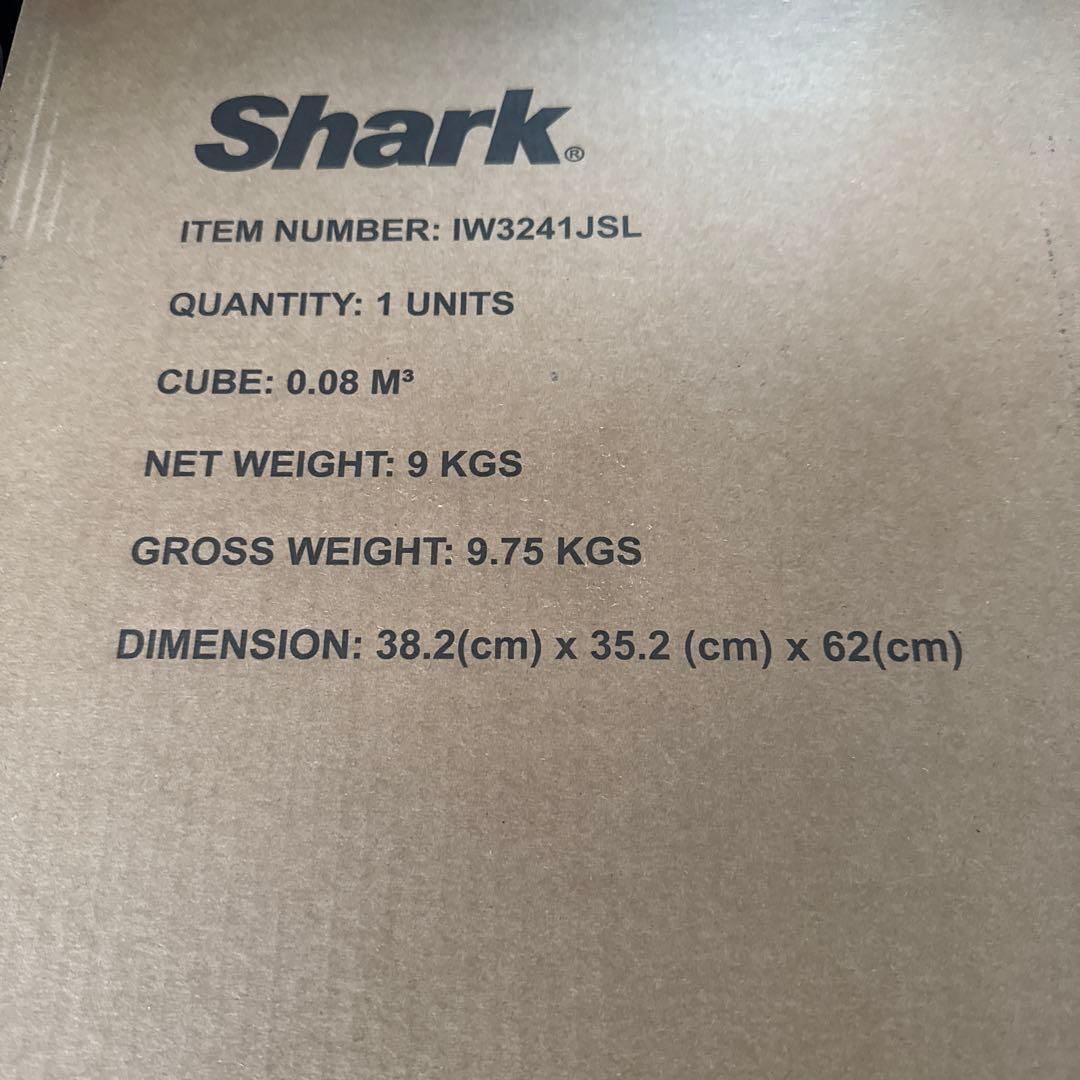 Shark®
ITEM NUMBER: IW3241JSL
QUANTITY: 1 UNITS
CUBE: 0.08 M³
NET WEIGHT: 9 KGS
GROSS WEIGHT: 9.75 KGS
DIMENSION: 38.2(cm) x 35.2 (cm) x 62(cm)